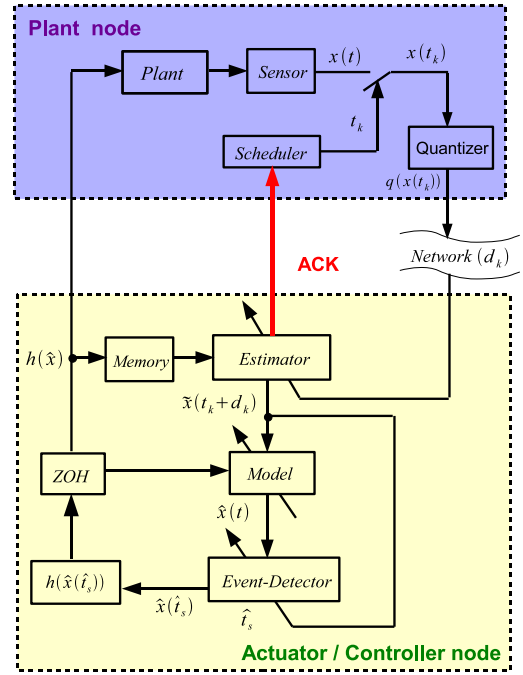 Plant node
Plant
Sensor
x(t)
x(t_k)
t_k
Scheduler
Quantizer
q(x(t_k))
Network (d_k)
ACK
h(x̂)
Memory
Estimator
x̃(t_k+d_k)
ZOH
Model
x̂(t)
h(x̂(t̂_s))
x̂(t̂_s)
Event-Detector
t̂_s
Actuator / Controller node